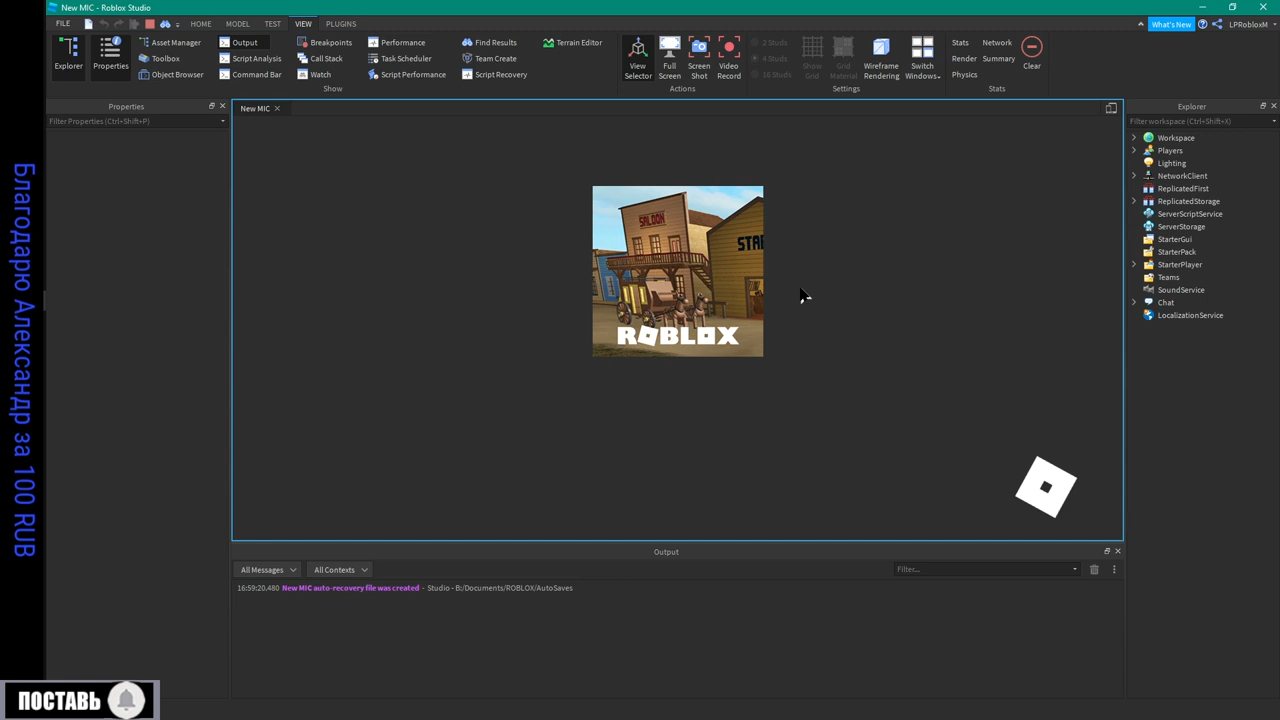 New MIC - Roblox Studio
FILE
HOME
MODEL
TEST
VIEW
PLUGINS
What's New
LPRobloxM
Explorer
Properties
Asset Manager
Toolbox
Object Browser
Output
Script Analysis
Command Bar
Breakpoints
Call Stack
Watch
Performance
Task Scheduler
Script Performance
Find Results
Team Create
Script Recovery
Terrain Editor
Show
View
Selector
Full
Screen
Screen
Shot
Video
Record
Actions
2 Studs
4 Studs
16 Studs
Show
Grid
Grid
Material
Wireframe
Rendering
Switch
Windows
Settings
Stats
Render
Physics
Network
Summary
Clear
Stats
Properties
Filter Properties (Ctrl+Shift+P)
New MIC
SALOON
ROBLOX
Explorer
Filter workspace (Ctrl+Shift+X)
Workspace
Players
Lighting
NetworkClient
ReplicatedFirst
ReplicatedStorage
ServerScriptService
ServerStorage
StarterGui
StarterPack
StarterPlayer
Teams
SoundService
Chat
LocalizationService
Output
All Messages
All Contexts
Filter...
16:59:20.480 New MIC auto-recovery file was created - Studio - B:/Documents/ROBLOX/AutoSaves
Благодарю Александр за 100 RUB
ПОСТАВЬ